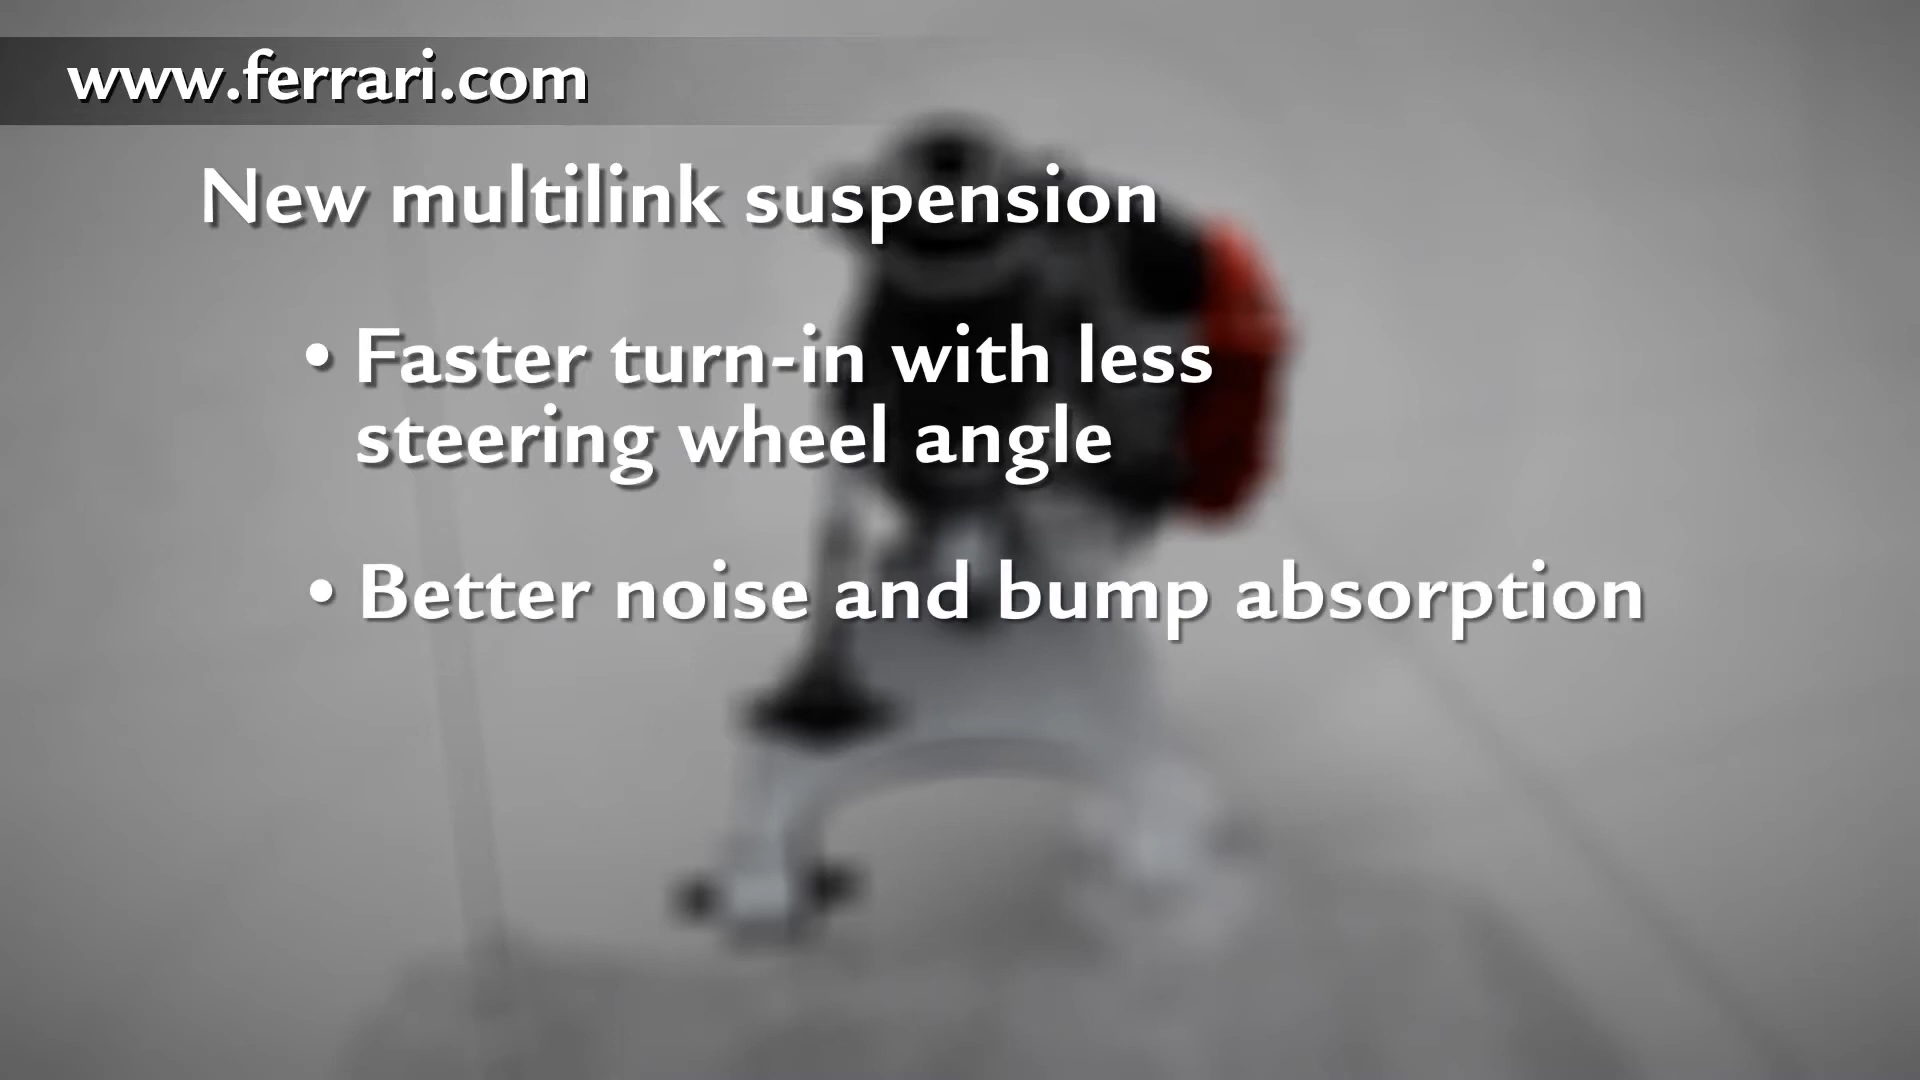 www.ferrari.com
New multilink suspension
• Faster turn-in with less
steering wheel angle
• Better noise and bump absorption